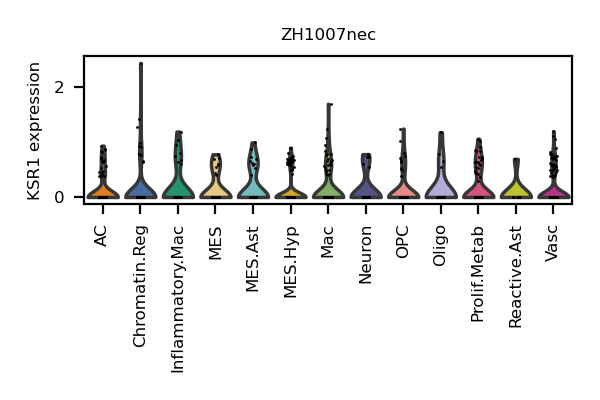 ZH1007nec
KSR1 expression
2
0
AC
Chromatin.Reg
Inflammatory.Mac
MES
MES.Ast
MES.Hyp
Mac
Neuron
OPC
Oligo
Prolif.Metab
Reactive.Ast
Vasc